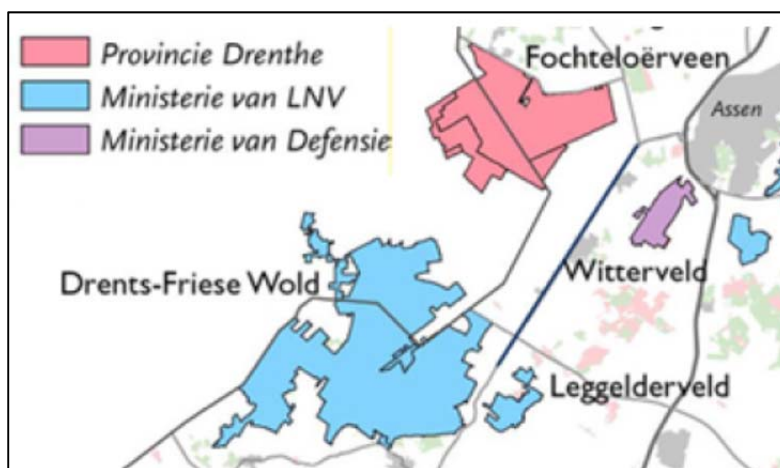 Provincie Drenthe
Ministerie van LNV
Ministerie van Defensie
Fochteloërveen
Assen
Drents-Friese Wold
Witterveld
Leggelderveld